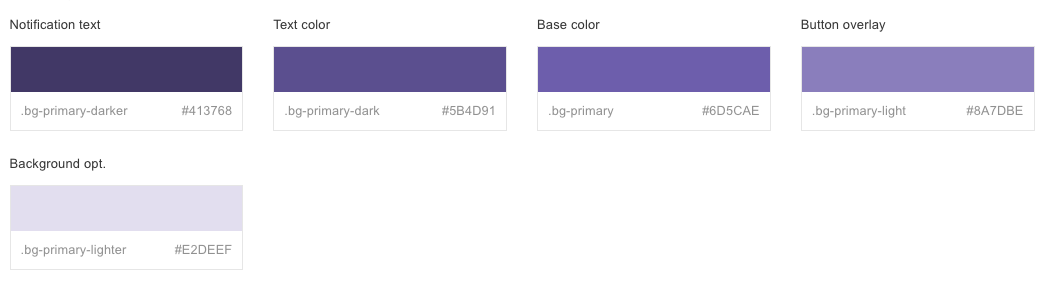 Notification text
Text color
Base color
Button overlay
.bg-primary-darker #413768
.bg-primary-dark #5B4D91
.bg-primary #6D5CAE
.bg-primary-light #8A7DBE
Background opt.
.bg-primary-lighter #E2DEEF